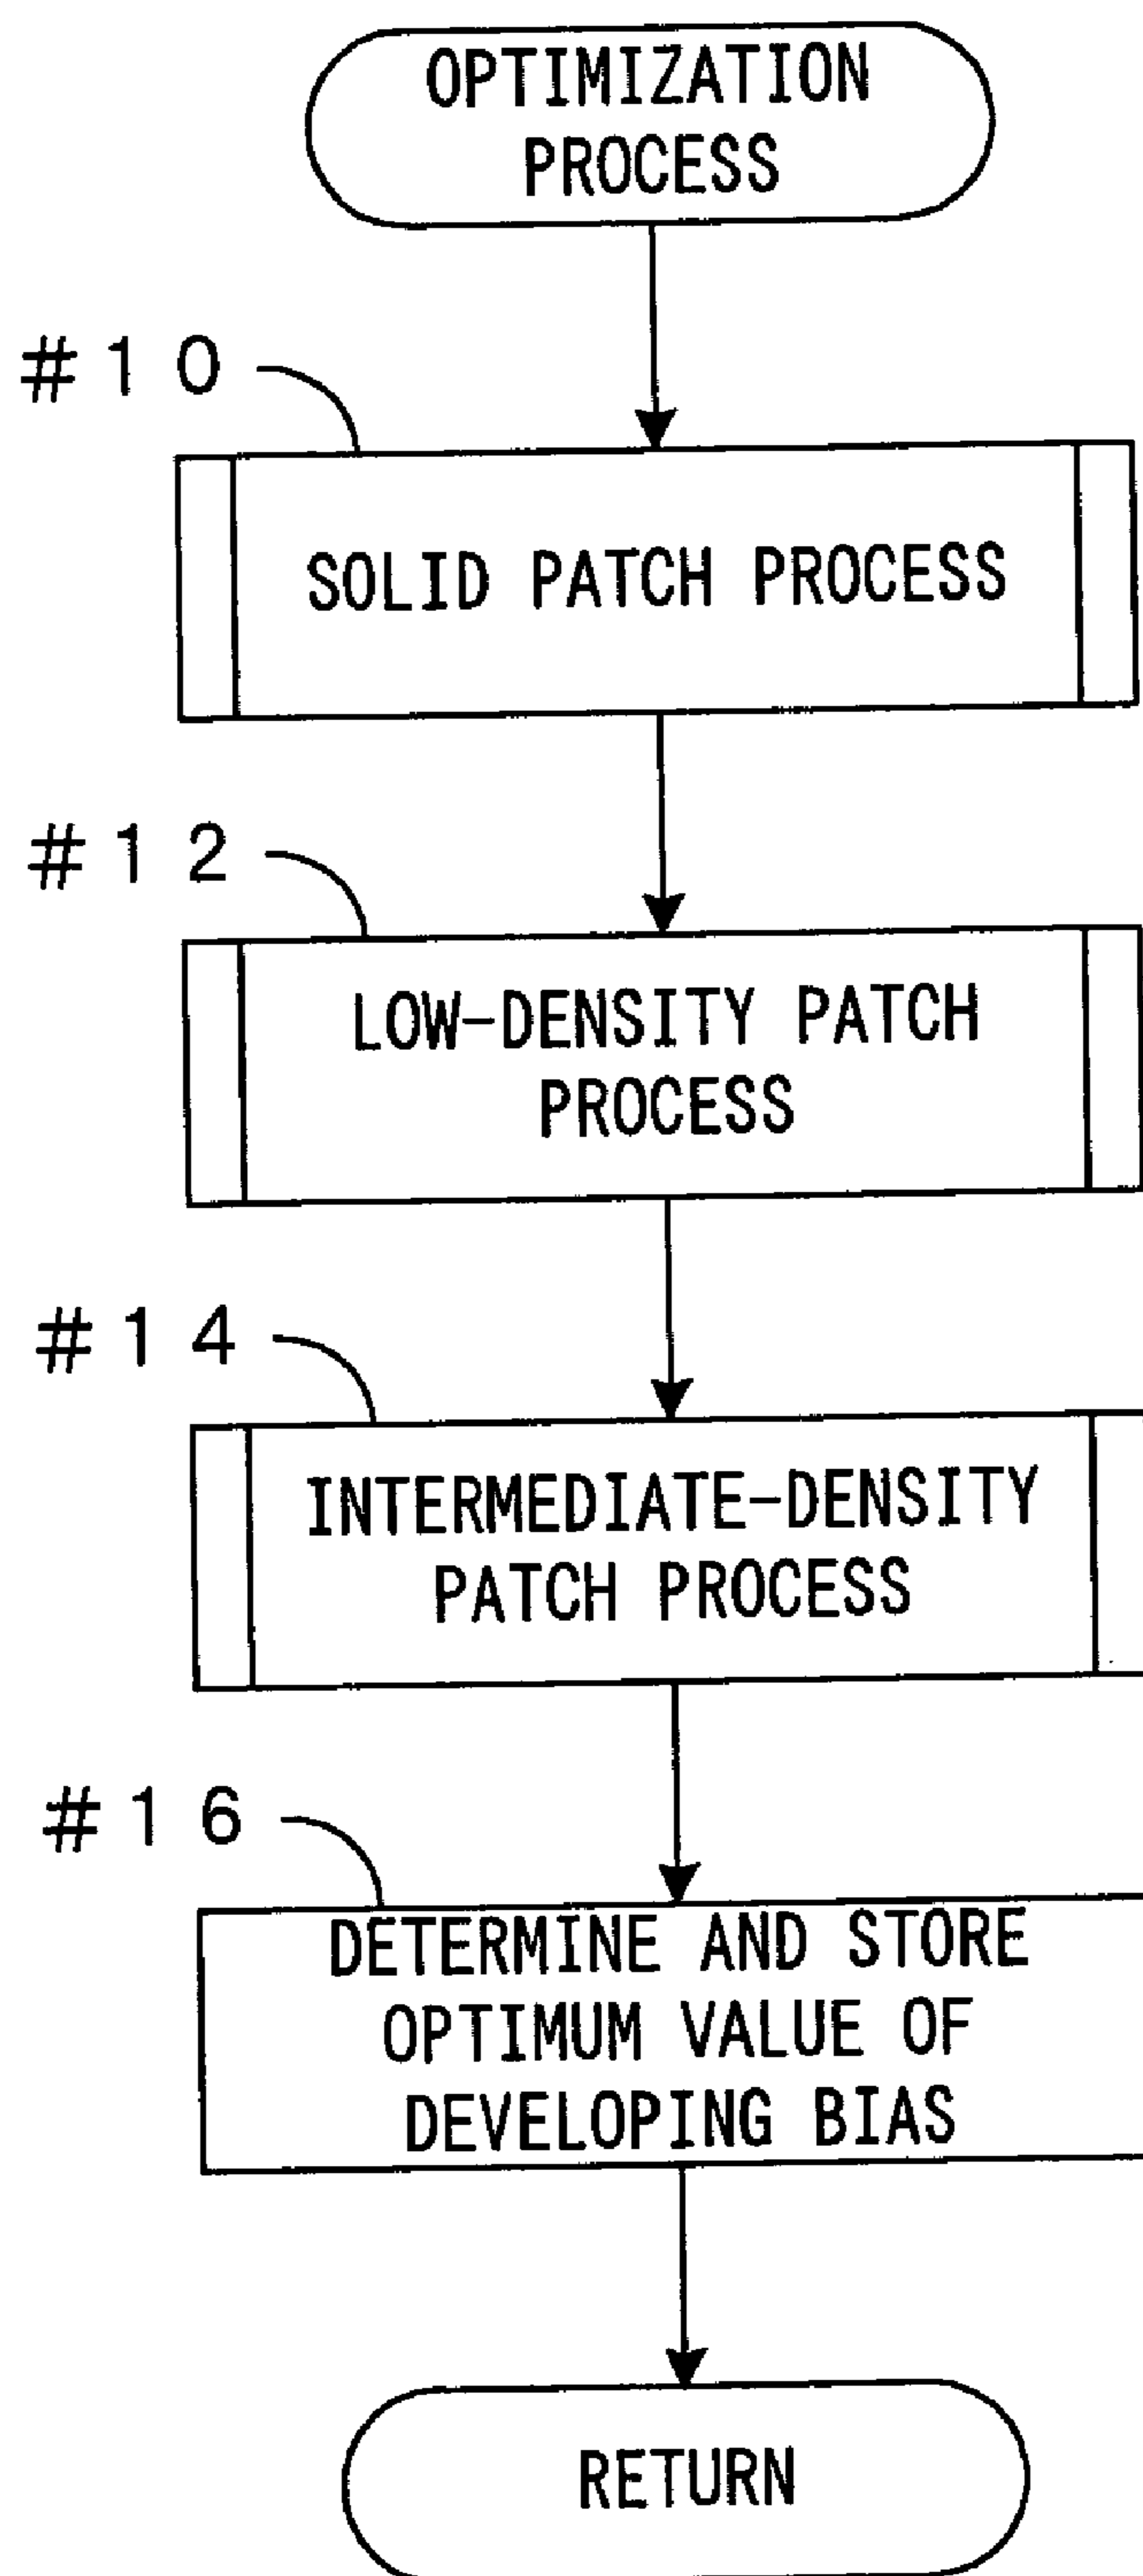 OPTIMIZATION
PROCESS
#10
SOLID PATCH PROCESS
#12
LOW-DENSITY PATCH
PROCESS
#14
INTERMEDIATE-DENSITY
PATCH PROCESS
#16
DETERMINE AND STORE
OPTIMUM VALUE OF
DEVELOPING BIAS
RETURN